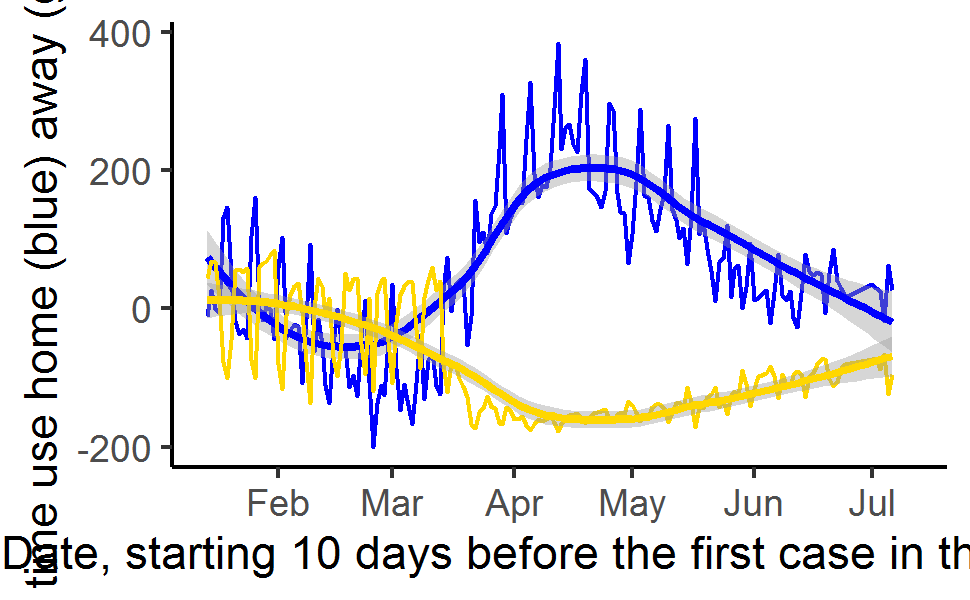 time use home (blue) away (
400
200
0
-200
Feb Mar Apr May Jun Jul
Date, starting 10 days before the first case in th